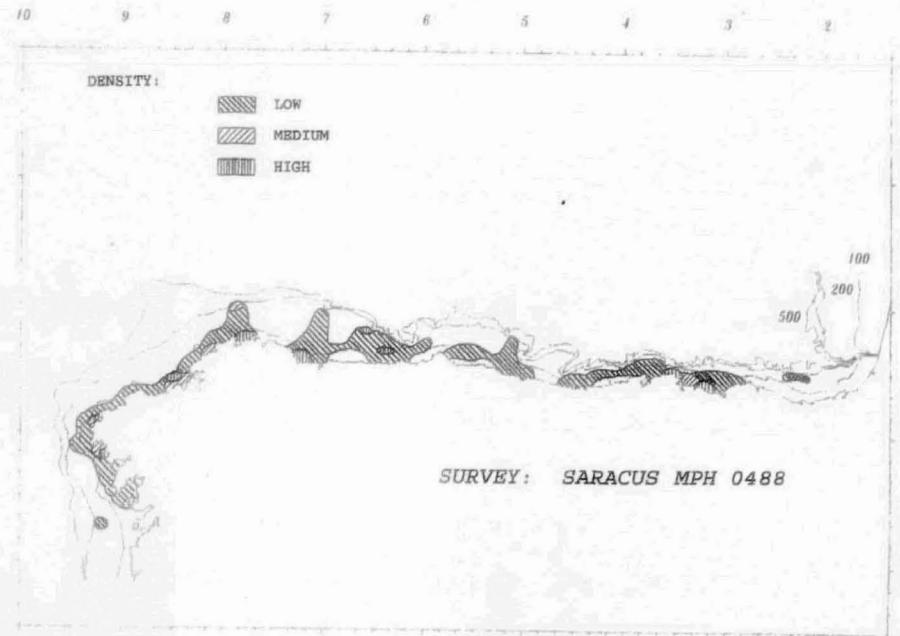 10 9 8 7 6 5 4 3 2
DENSITY:
LOW
MEDIUM
HIGH
100
200
500
SURVEY: SARACUS MPH 0488